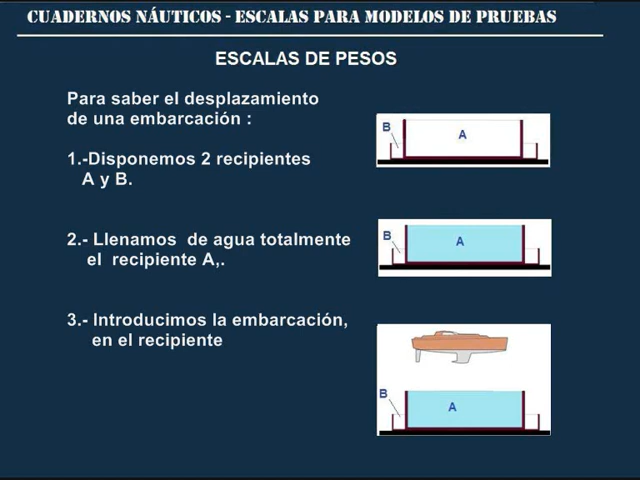 CUADERNOS NÁUTICOS - ESCALAS PARA MODELOS DE PRUEBAS
ESCALAS DE PESOS
Para saber el desplazamiento
de una embarcación :
1.-Disponemos 2 recipientes
A y B.
B
A
2.- Llenamos de agua totalmente
el recipiente A,.
B
A
3.- Introducimos la embarcación,
en el recipiente
B
A